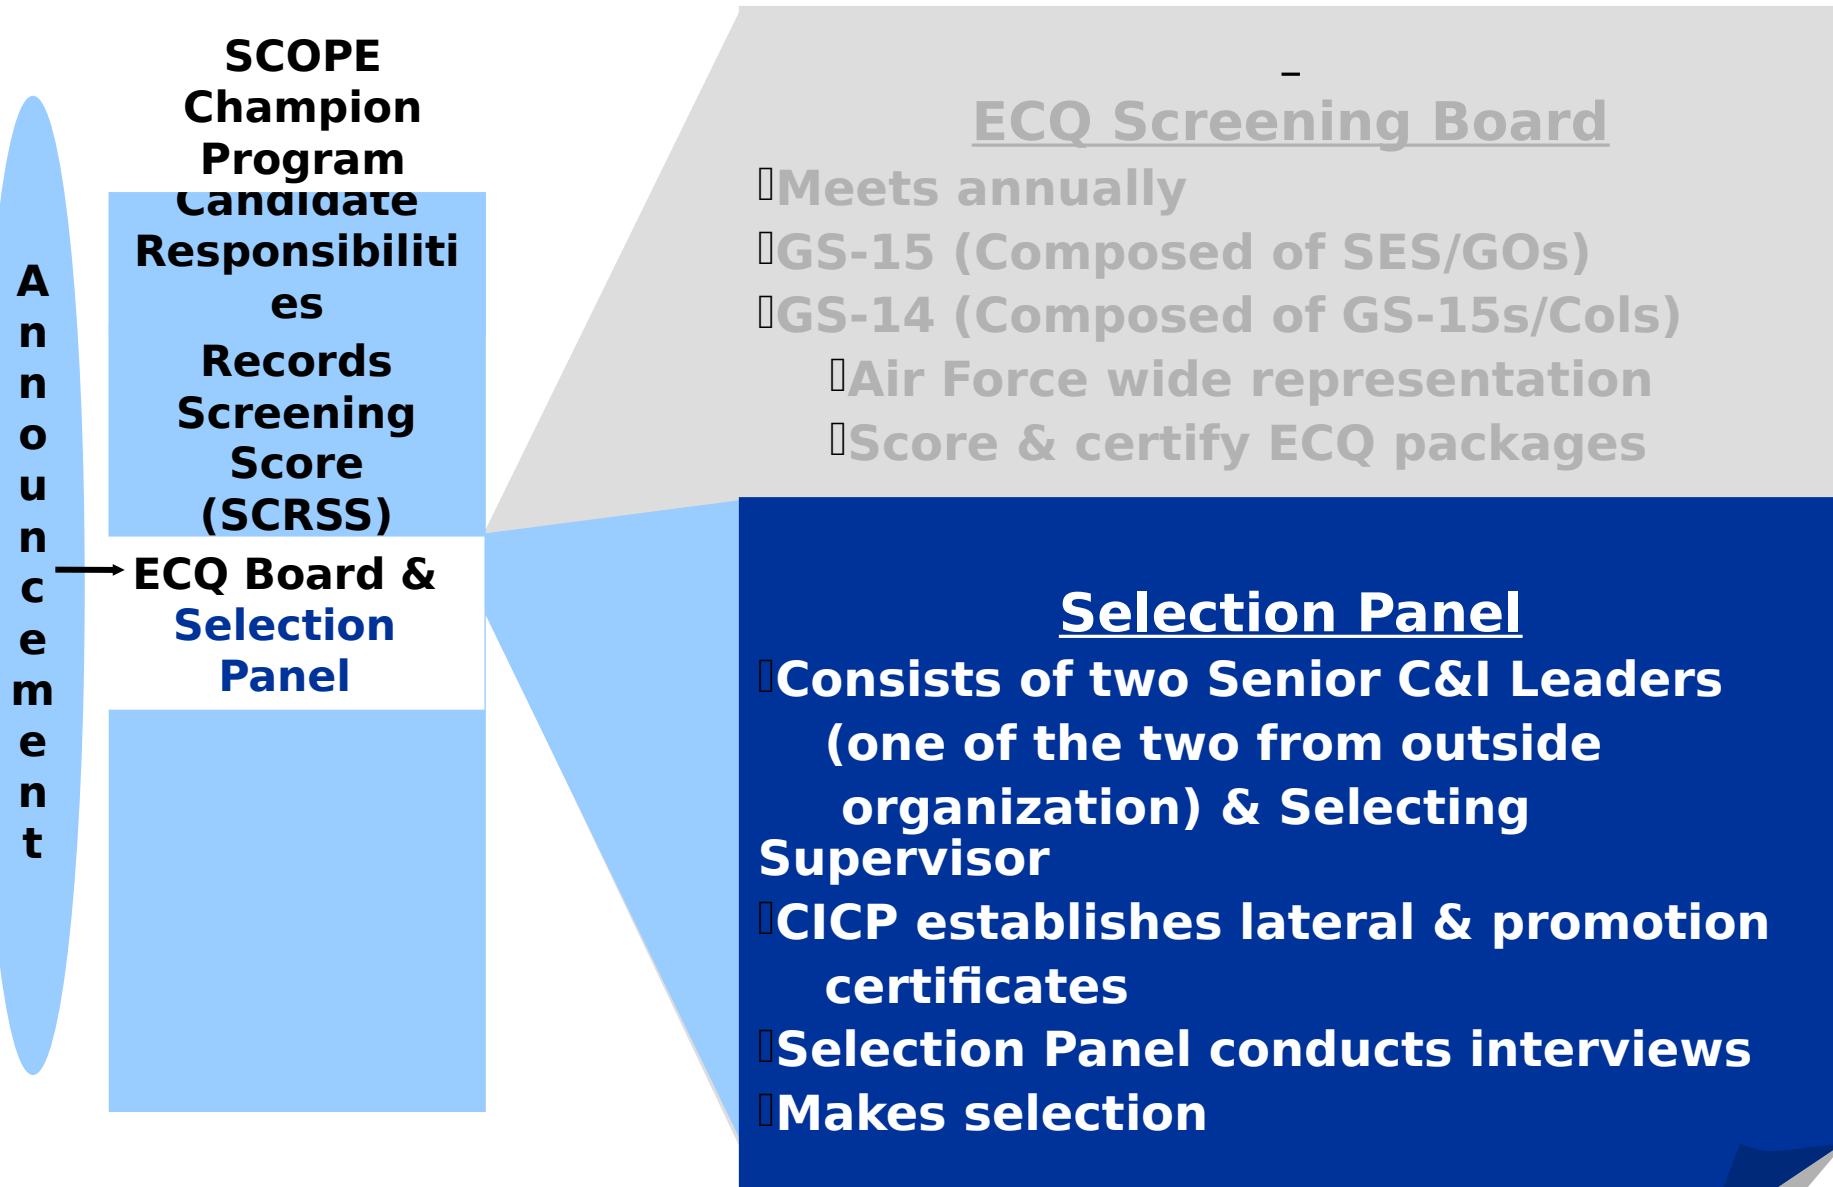 SCOPE
Champion
Program
Candidate
Responsibiliti
es
Records
Screening
Score
(SCRSS)
ECQ Board &
Selection
Panel
A
n
n
o
u
n
c
e
m
e
n
t
ECQ Screening Board
Meets annually
GS-15 (Composed of SES/GOs)
GS-14 (Composed of GS-15s/Cols)
Air Force wide representation
Score & certify ECQ packages
Selection Panel
Consists of two Senior C&I Leaders
(one of the two from outside
organization) & Selecting
Supervisor
CICP establishes lateral & promotion
certificates
Selection Panel conducts interviews
Makes selection